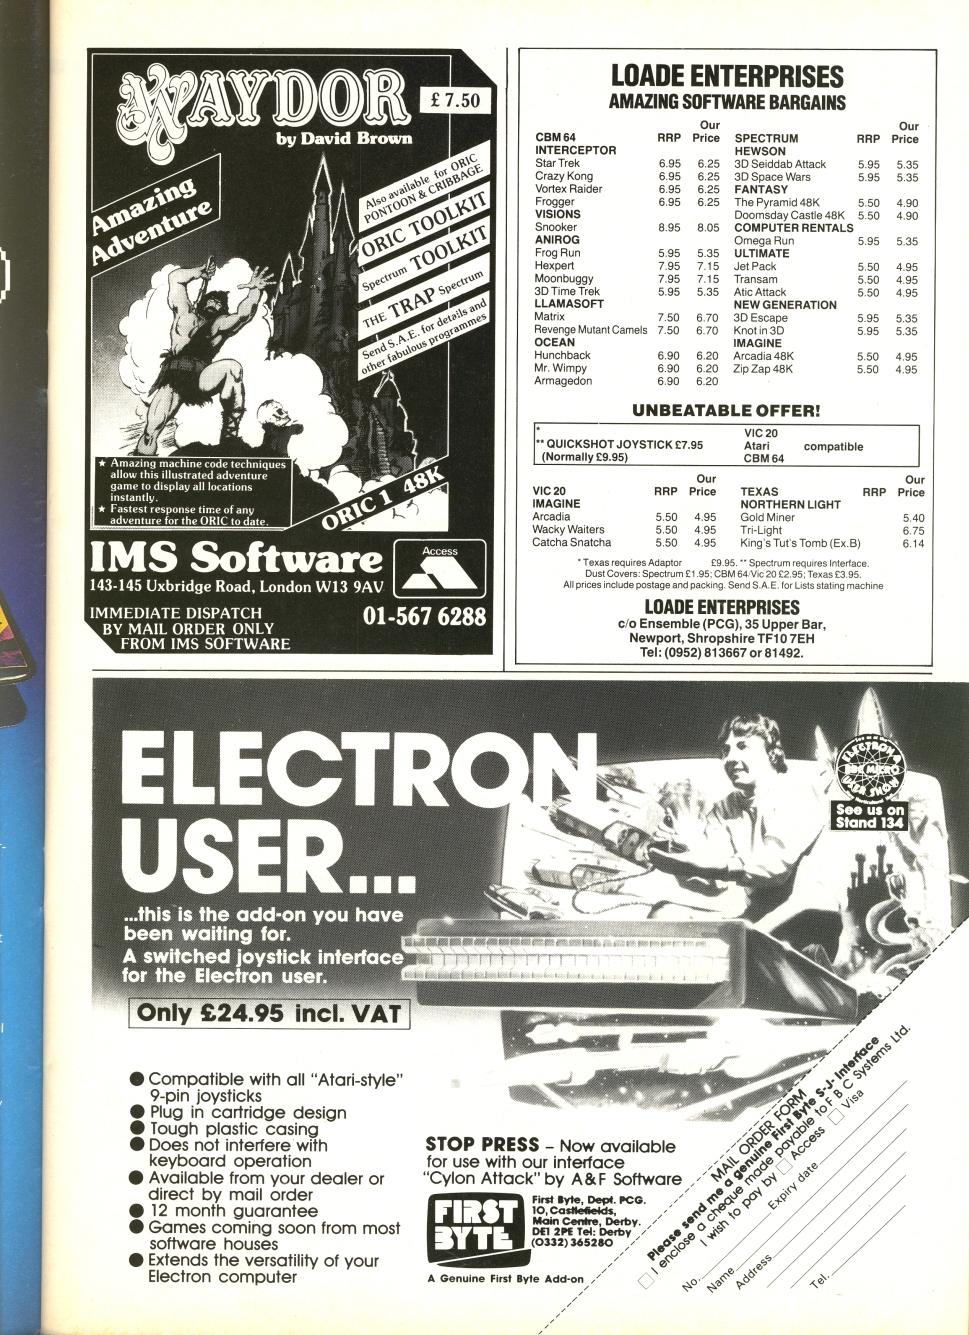 XAYDOR
£7.50
by David Brown
Amazing
Adventure
Also available for ORIC
PONTOON & CRIBBAGE
ORIC TOOLKIT
Spectrum TOOLKIT
THE TRAP Spectrum
Send S.A.E. for details and
other fabulous programmes
★ Amazing machine code techniques
allow this illustrated adventure
game to display all locations
instantly.
★ Fastest response time of any
adventure for the ORIC to date.
ORIC 1 48K
IMS Software
143-145 Uxbridge Road, London W13 9AV
Access
IMMEDIATE DISPATCH
BY MAIL ORDER ONLY
FROM IMS SOFTWARE
01-567 6288
LOADE ENTERPRISES
AMAZING SOFTWARE BARGAINS
CBM 64 RRP Our Price
INTERCEPTOR
Star Trek 6.95 6.25
Crazy Kong 6.95 6.25
Vortex Raider 6.95 6.25
Frogger 6.95 6.25
VISIONS
Snooker 8.95 8.05
ANIROG
Frog Run 5.95 5.35
Hexpert 7.95 7.15
Moonbuggy 7.95 7.15
3D Time Trek 5.95 5.35
LLAMASOFT
Matrix 7.50 6.70
Revenge Mutant Camels 7.50 6.70
OCEAN
Hunchback 6.90 6.20
Mr. Wimpy 6.90 6.20
Armagedon 6.90 6.20
SPECTRUM RRP Our Price
HEWSON
3D Seiddab Attack 5.95 5.35
3D Space Wars 5.95 5.35
FANTASY
The Pyramid 48K 5.50 4.90
Doomsday Castle 48K 5.50 4.90
COMPUTER RENTALS
Omega Run 5.95 5.35
ULTIMATE
Jet Pack 5.50 4.95
Transam 5.50 4.95
Atic Attack 5.50 4.95
NEW GENERATION
3D Escape 5.95 5.35
Knot in 3D 5.95 5.35
IMAGINE
Arcadia 48K 5.50 4.95
Zip Zap 48K 5.50 4.95
UNBEATABLE OFFER!
*
** QUICKSHOT JOYSTICK £7.95
(Normally £9.95)
VIC 20
Atari compatible
CBM 64
VIC 20 RRP Our Price
IMAGINE
Arcadia 5.50 4.95
Wacky Waiters 5.50 4.95
Catcha Snatcha 5.50 4.95
TEXAS RRP Our Price
NORTHERN LIGHT
Gold Miner 5.40
Tri-Light 6.75
King's Tut's Tomb (Ex.B) 6.14
* Texas requires Adaptor £9.95. ** Spectrum requires Interface.
Dust Covers: Spectrum £1.95; CBM 64/Vic 20 £2.95; Texas £3.95.
All prices include postage and packing. Send S.A.E. for Lists stating machine
LOADE ENTERPRISES
c/o Ensemble (PCG), 35 Upper Bar,
Newport, Shropshire TF10 7EH
Tel: (0952) 813667 or 81492.
ELECTRON
USER...
...this is the add-on you have
been waiting for.
A switched joystick interface
for the Electron user.
Only £24.95 incl. VAT
ELECTRON &
BBC MICRO
USER SHOW
See us on
Stand 134
● Compatible with all "Atari-style"
9-pin joysticks
● Plug in cartridge design
● Tough plastic casing
● Does not interfere with
keyboard operation
● Available from your dealer or
direct by mail order
● 12 month guarantee
● Games coming soon from most
software houses
● Extends the versatility of your
Electron computer
STOP PRESS – Now available
for use with our interface
"Cylon Attack" by A&F Software
FIRST
BYTE
First Byte, Dept. PCG.
10, Castlefields,
Main Centre, Derby.
DE1 2PE Tel: Derby
(0332) 365280
A Genuine First Byte Add-on
MAIL ORDER FORM
Please send me a genuine First Byte S-J-Interface
I enclose a cheque made payable to F B C Systems Ltd.
I wish to pay by Access Visa
No. Expiry date
Name
Address
Tel.